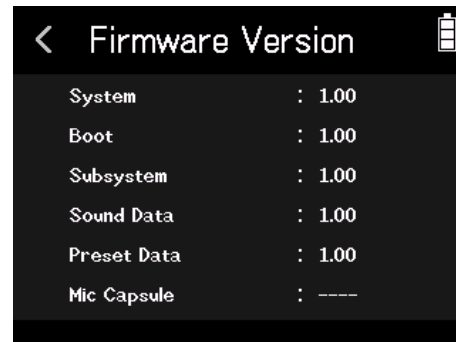 Firmware Version
System : 1.00
Boot : 1.00
Subsystem : 1.00
Sound Data : 1.00
Preset Data : 1.00
Mic Capsule : ----